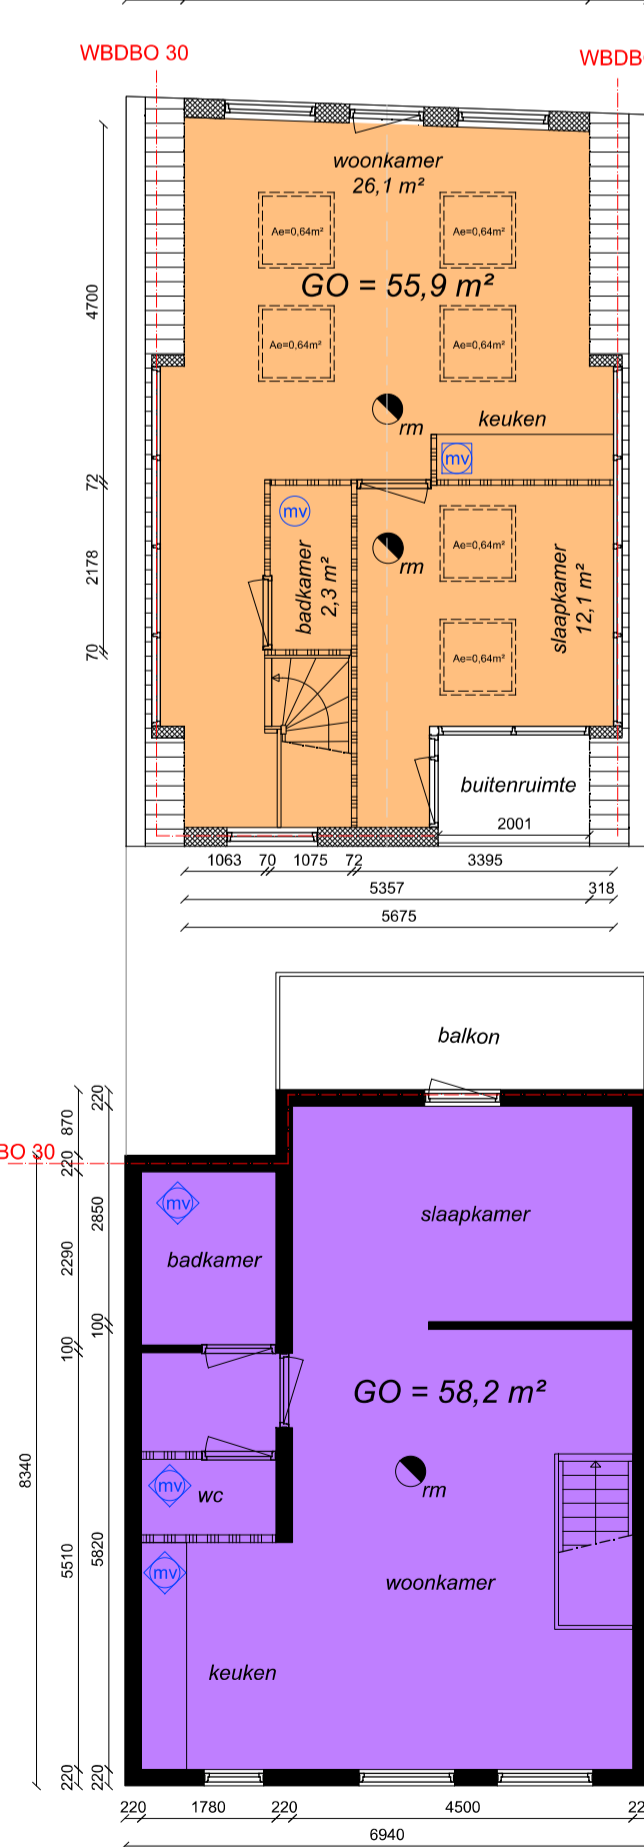 WBDBO 30
WBDB
woonkamer
26,1 m²
Ae=0,64m²
Ae=0,64m²
GO = 55,9 m²
Ae=0,64m²
Ae=0,64m²
4700
rm
keuken
mv
72
mv
Ae=0,64m²
rm
badkamer
2,3 m²
slaapkamer
12,1 m²
2178
70
Ae=0,64m²
buitenruimte
2001
1063 70 1075 72 3395
5357 318
5675
balkon
220
870
BO 30
220
mv
2850
slaapkamer
badkamer
2290
100
100
GO = 58,2 m²
8340
rm
mv
wc
5510
5820
mv
woonkamer
keuken
220
220
220 1780 220 4500 22
6940